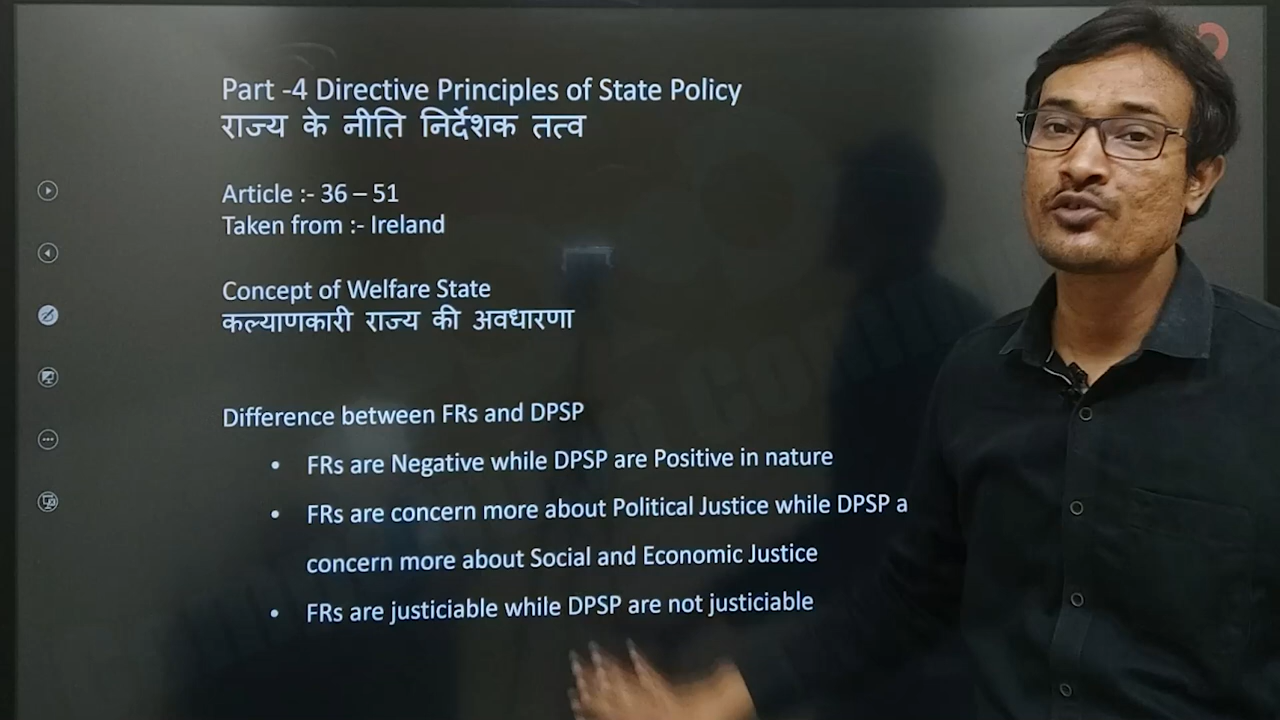 Part -4 Directive Principles of State Policy
राज्य के नीति निर्देशक तत्व
Article :- 36 – 51
Taken from :- Ireland
Concept of Welfare State
कल्याणकारी राज्य की अवधारणा
Difference between FRs and DPSP
• FRs are Negative while DPSP are Positive in nature
• FRs are concern more about Political Justice while DPSP a
concern more about Social and Economic Justice
• FRs are justiciable while DPSP are not justiciable